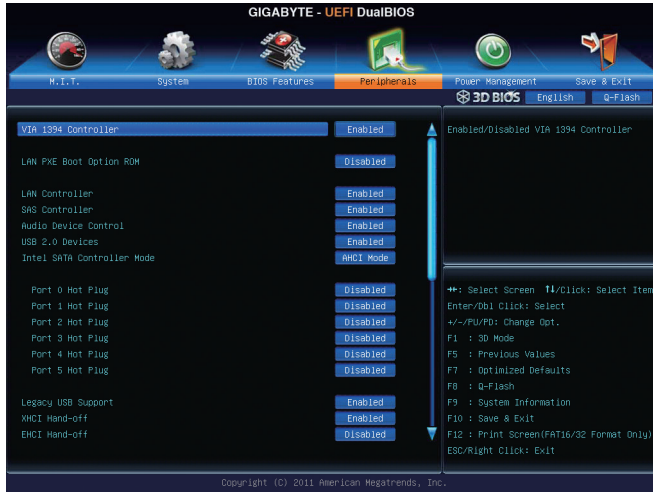 GIGABYTE - UEFI DualBIOS
M.I.T. System BIOS Features Peripherals Power Management Save & Exit
3D BIOS English Q-Flash
VIA 1394 Controller Enabled
Enabled/Disabled VIA 1394 Controller
LAN PXE Boot Option ROM Disabled
LAN Controller Enabled
SAS Controller Enabled
Audio Device Control Enabled
USB 2.0 Devices Enabled
Intel SATA Controller Mode AHCI Mode
Port 0 Hot Plug Disabled
Port 1 Hot Plug Disabled
Port 2 Hot Plug Disabled
Port 3 Hot Plug Disabled
Port 4 Hot Plug Disabled
Port 5 Hot Plug Disabled
Legacy USB Support Enabled
XHCI Hand-off Enabled
EHCI Hand-off Disabled
→←: Select Screen ↑↓/Click: Select Item
Enter/Dbl Click: Select
+/-/PU/PD: Change Opt.
F1 : 3D Mode
F5 : Previous Values
F7 : Optimized Defaults
F8 : Q-Flash
F9 : System Information
F10 : Save & Exit
F12 : Print Screen(FAT16/32 Format Only)
ESC/Right Click: Exit
Copyright (C) 2011 American Megatrends, Inc.